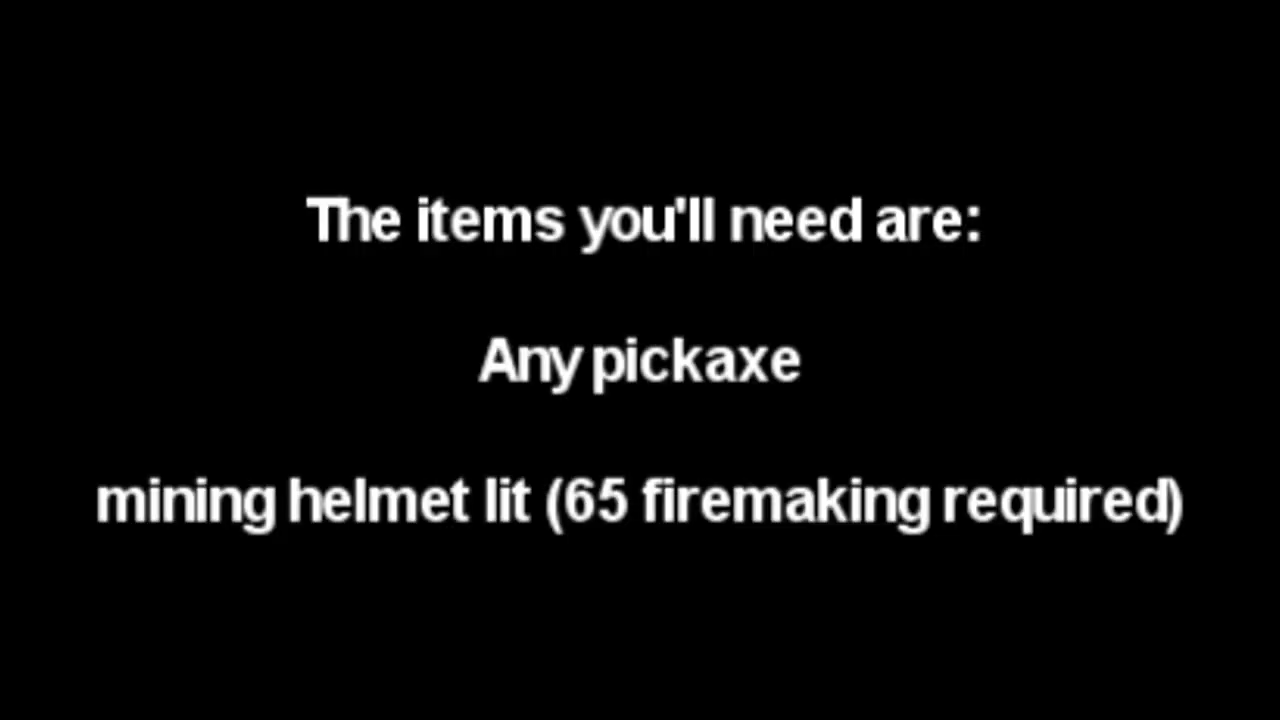 The items you'll need are:
Any pickaxe
mining helmet lit (65 firemaking required)